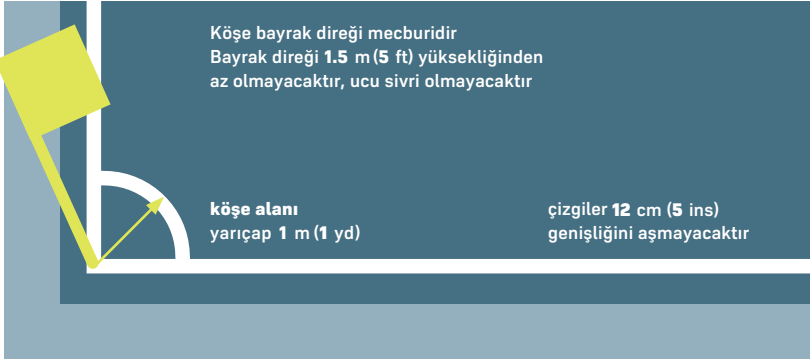 Köşe bayrak direği mecburidir
Bayrak direği 1.5 m (5 ft) yüksekliğinden
az olmayacaktır, ucu sivri olmayacaktır
köşe alanı
yarıçap 1 m (1 yd)
çizgiler 12 cm (5 ins)
genişliğini aşmayacaktır